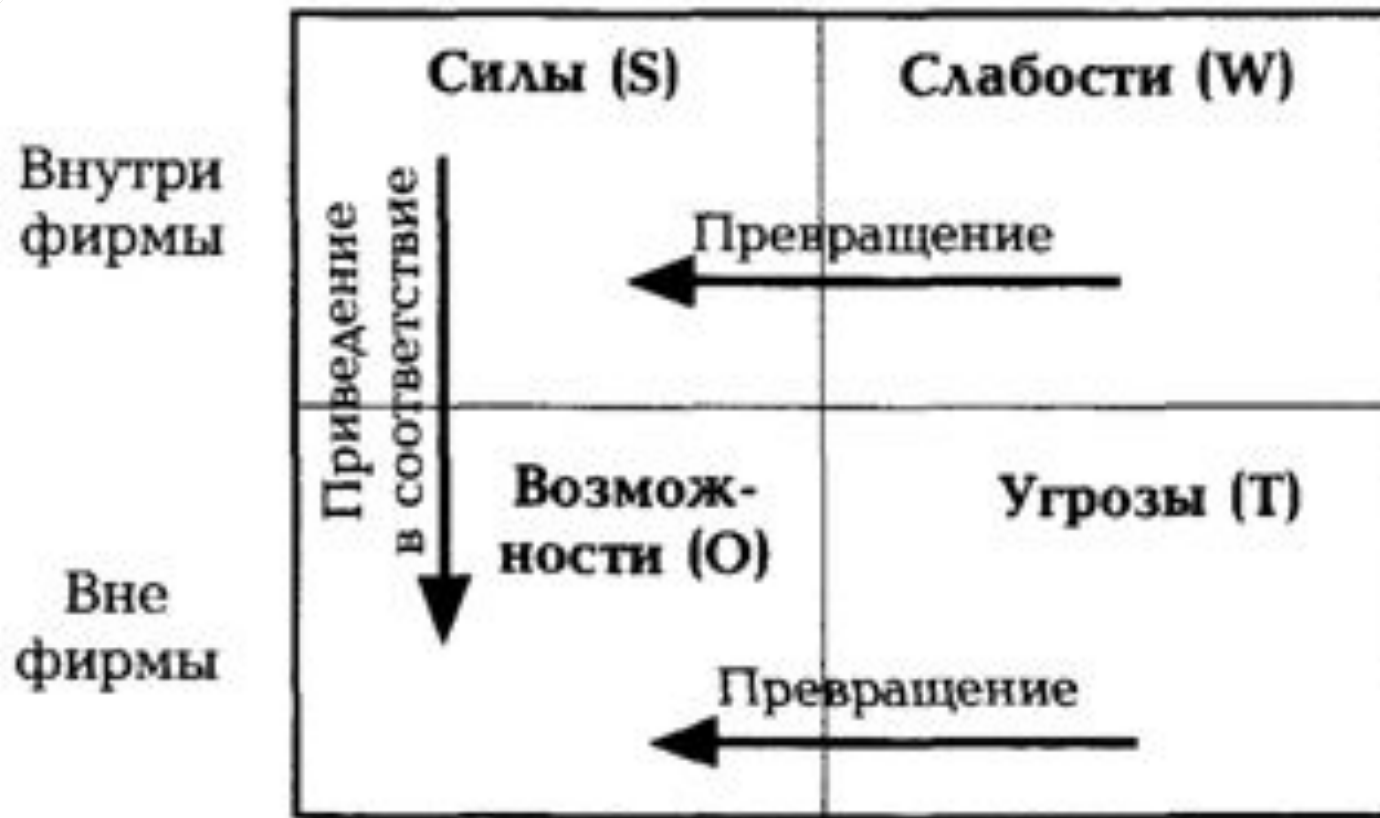 Силы (S)
Слабости (W)
Внутри
фирмы
Приведение
в соответствие
Превращение
Возмож-
ности (O)
Угрозы (T)
Вне
фирмы
Превращение